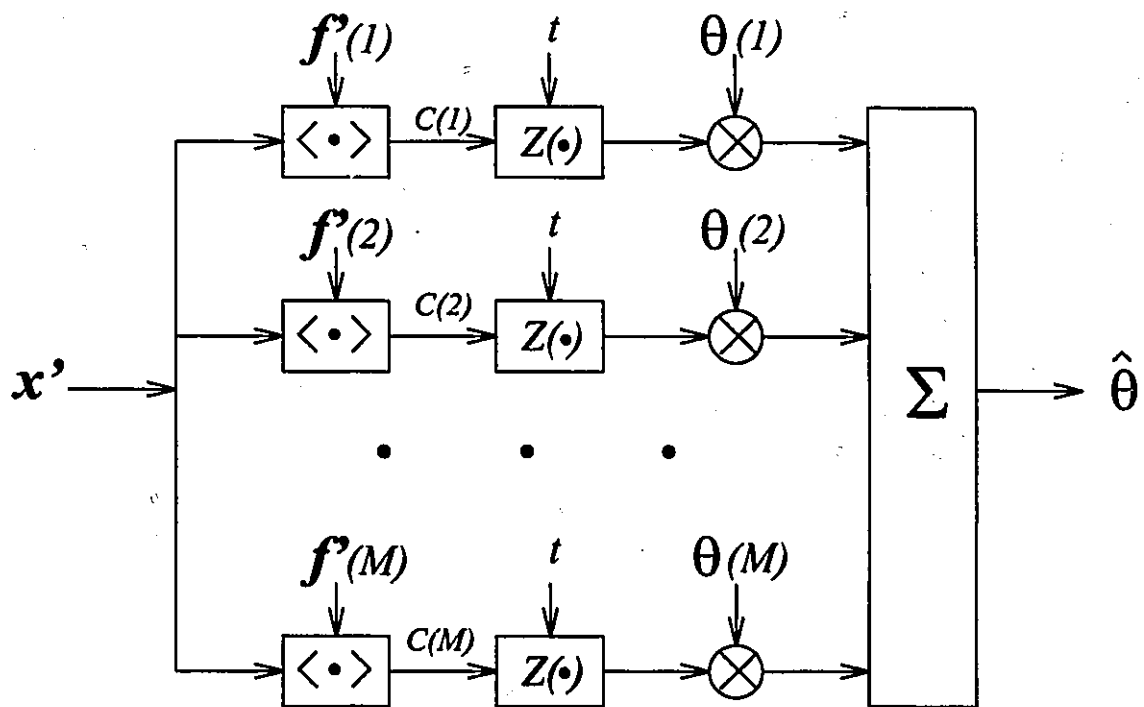 f'(1) t θ(1)
< • > C(1) Z(•)
f'(2) t θ(2)
< • > C(2) Z(•)
x' Σ θ̂
• • •
f'(M) t θ(M)
< • > C(M) Z(•)